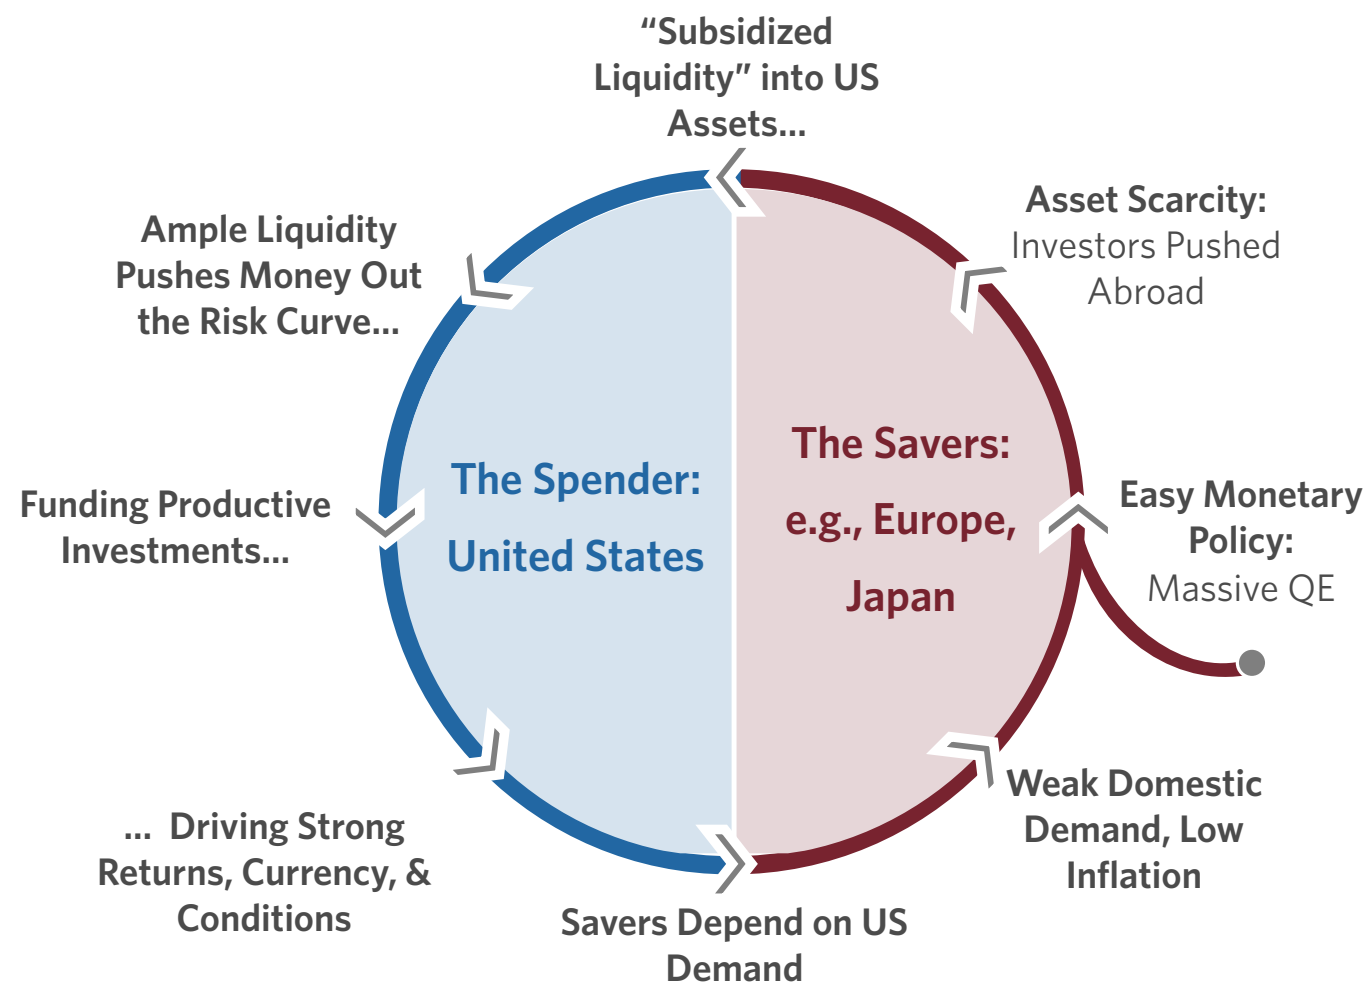 “Subsidized
Liquidity” into US
Assets...
Asset Scarcity:
Investors Pushed
Abroad
Ample Liquidity
Pushes Money Out
the Risk Curve...
The Spender:
United States
The Savers:
e.g., Europe,
Japan
Funding Productive
Investments...
Easy Monetary
Policy:
Massive QE
... Driving Strong
Returns, Currency, &
Conditions
Weak Domestic
Demand, Low
Inflation
Savers Depend on US
Demand